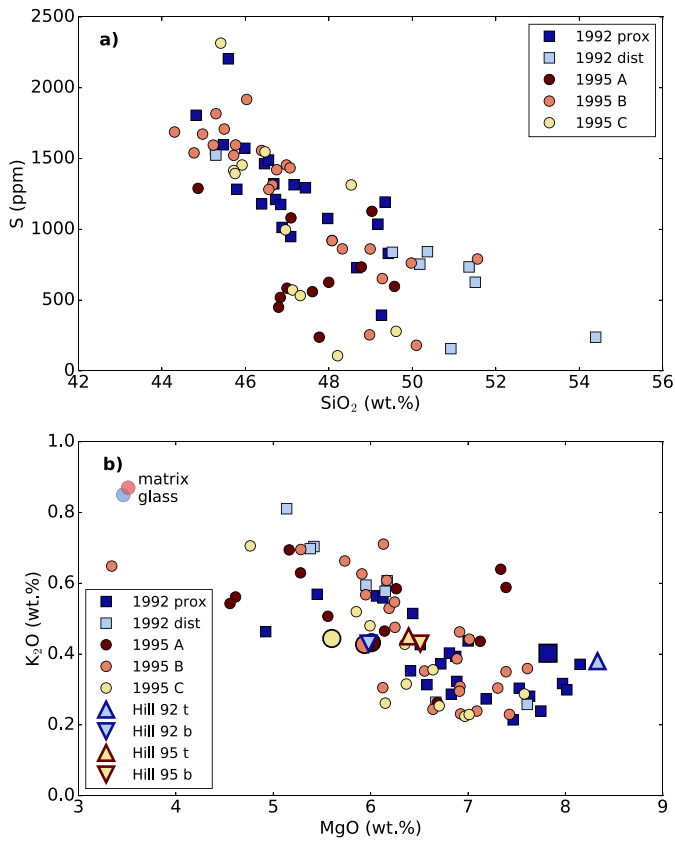 a)
2500
2000
1500
1000
500
0
S (ppm)
1992 prox
1992 dist
1995 A
1995 B
1995 C
42 44 46 48 50 52 54 56
SiO₂ (wt.%)
b)
matrix
glass
1.0
0.8
0.6
0.4
0.2
0.0
K₂O (wt.%)
1992 prox
1992 dist
1995 A
1995 B
1995 C
Hill 92 t
Hill 92 b
Hill 95 t
Hill 95 b
3 4 5 6 7 8 9
MgO (wt.%)